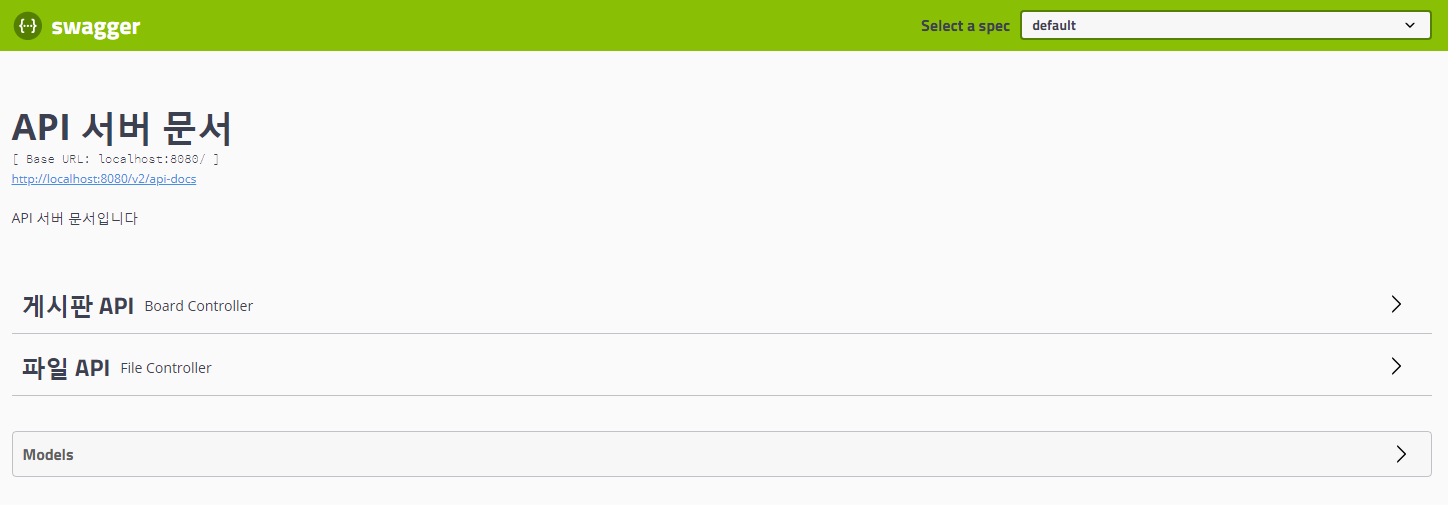 {···} swagger
Select a spec default
API 서버 문서
[ Base URL: localhost:8080/ ]
http://localhost:8080/v2/api-docs
API 서버 문서입니다
게시판 API Board Controller
파일 API File Controller
Models